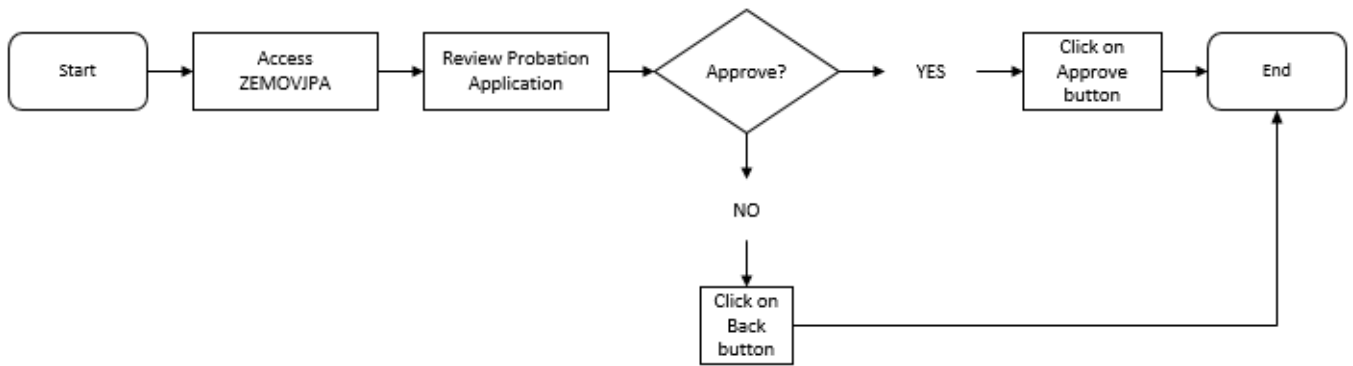 Start
Access
ZEMOVJPA
Review Probation
Application
Approve?
YES
Click on
Approve
button
End
NO
Click on
Back
button